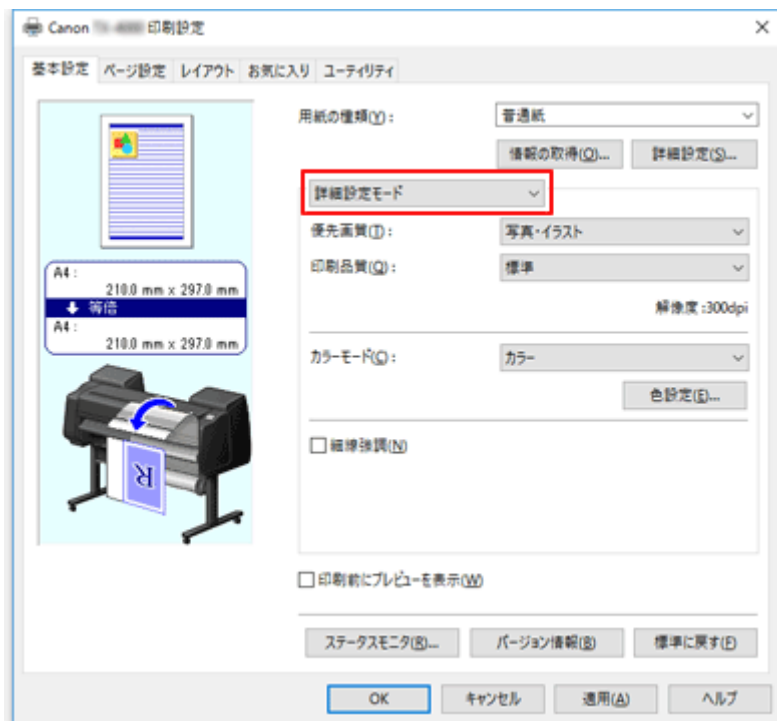 Canon 印刷設定
基本設定 ページ設定 レイアウト お気に入り ユーティリティ
用紙の種類(Y): 普通紙
情報の取得(O)... 詳細設定(S)...
詳細設定モード
優先画質(T): 写真・イラスト
印刷品質(Q): 標準
解像度:300dpi
カラーモード(C): カラー
色設定(E)...
細線強調(N)
A4:
210.0 mm x 297.0 mm
等倍
A4:
210.0 mm x 297.0 mm
R
印刷前にプレビューを表示(W)
ステータスモニタ(R)... バージョン情報(B) 標準に戻す(F)
OK キャンセル 適用(A) ヘルプ